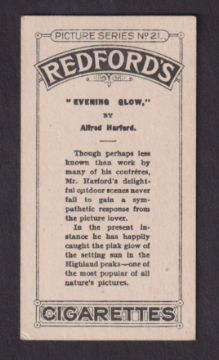 PICTURE SERIES No 21.
REDFORD'S
"EVENING GLOW,"
BY
Alfred Harford.
Though perhaps less
known than work by
many of his confrères,
Mr. Harford's delight-
ful outdoor scenes never
fail to gain a sym-
pathetic response from
the picture lover.
In the present in-
stance he has happily
caught the pink glow of
the setting sun in the
Highland peaks—one of
the most popular of all
nature's pictures.
CIGARETTES